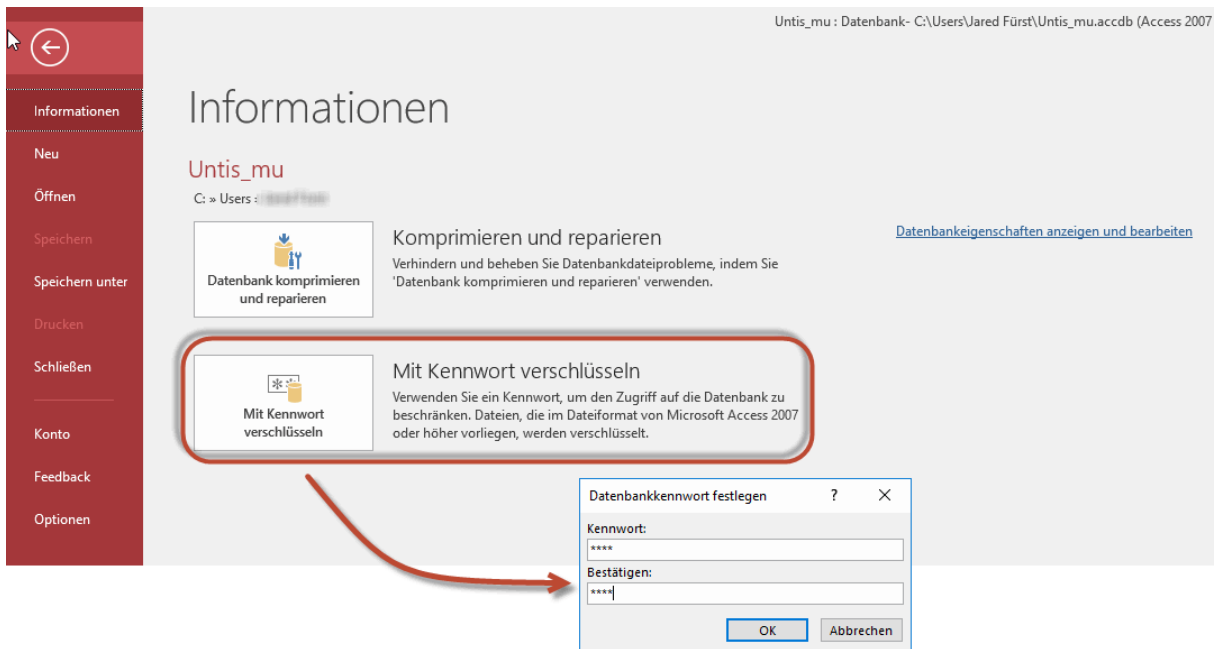 Untis_mu : Datenbank- C:\Users\Jared Fürst\Untis_mu.accdb (Access 2007
Informationen
Neu
Öffnen
Speichern
Speichern unter
Drucken
Schließen
Konto
Feedback
Optionen
Informationen
Untis_mu
C: » Users
Datenbank komprimieren
und reparieren
Komprimieren und reparieren
Verhindern und beheben Sie Datenbankdateiprobleme, indem Sie
'Datenbank komprimieren und reparieren' verwenden.
Datenbankeigenschaften anzeigen und bearbeiten
Mit Kennwort
verschlüsseln
Mit Kennwort verschlüsseln
Verwenden Sie ein Kennwort, um den Zugriff auf die Datenbank zu
beschränken. Dateien, die im Dateiformat von Microsoft Access 2007
oder höher vorliegen, werden verschlüsselt.
Datenbankkennwort festlegen ?
Kennwort:
****
Bestätigen:
****
OK Abbrechen